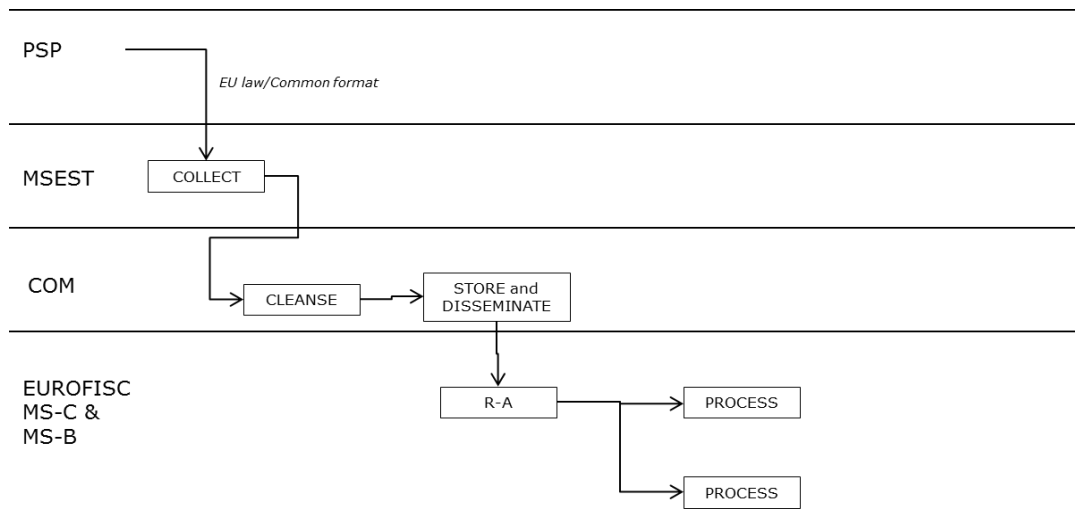 PSP
EU law/Common format
MSEST
COLLECT
COM
CLEANSE
STORE and
DISSEMINATE
EUROFISC
MS-C &
MS-B
R-A
PROCESS
PROCESS